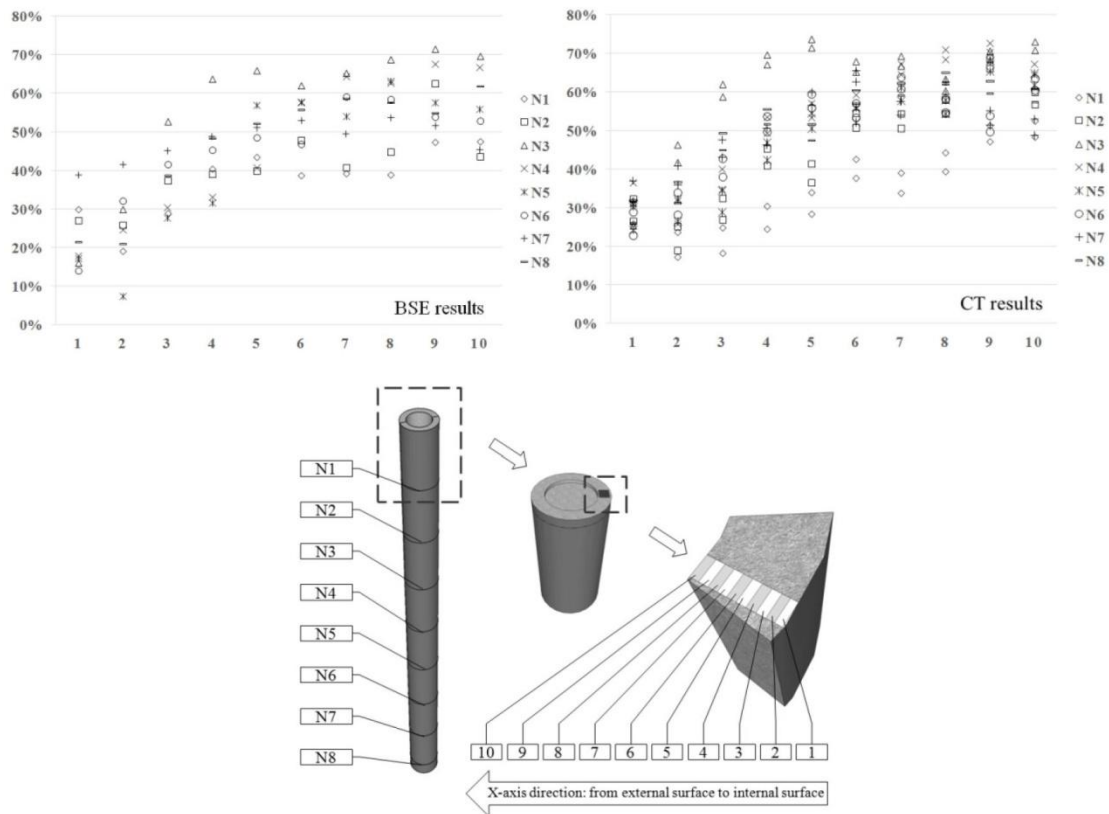 80%
70%
60%
50%
40%
30%
20%
10%
0%
1 2 3 4 5 6 7 8 9 10
BSE results
N1
N2
N3
N4
N5
N6
N7
N8
80%
70%
60%
50%
40%
30%
20%
10%
0%
1 2 3 4 5 6 7 8 9 10
CT results
N1
N2
N3
N4
N5
N6
N7
N8
N1
N2
N3
N4
N5
N6
N7
N8
10 9 8 7 6 5 4 3 2 1
X-axis direction: from external surface to internal surface